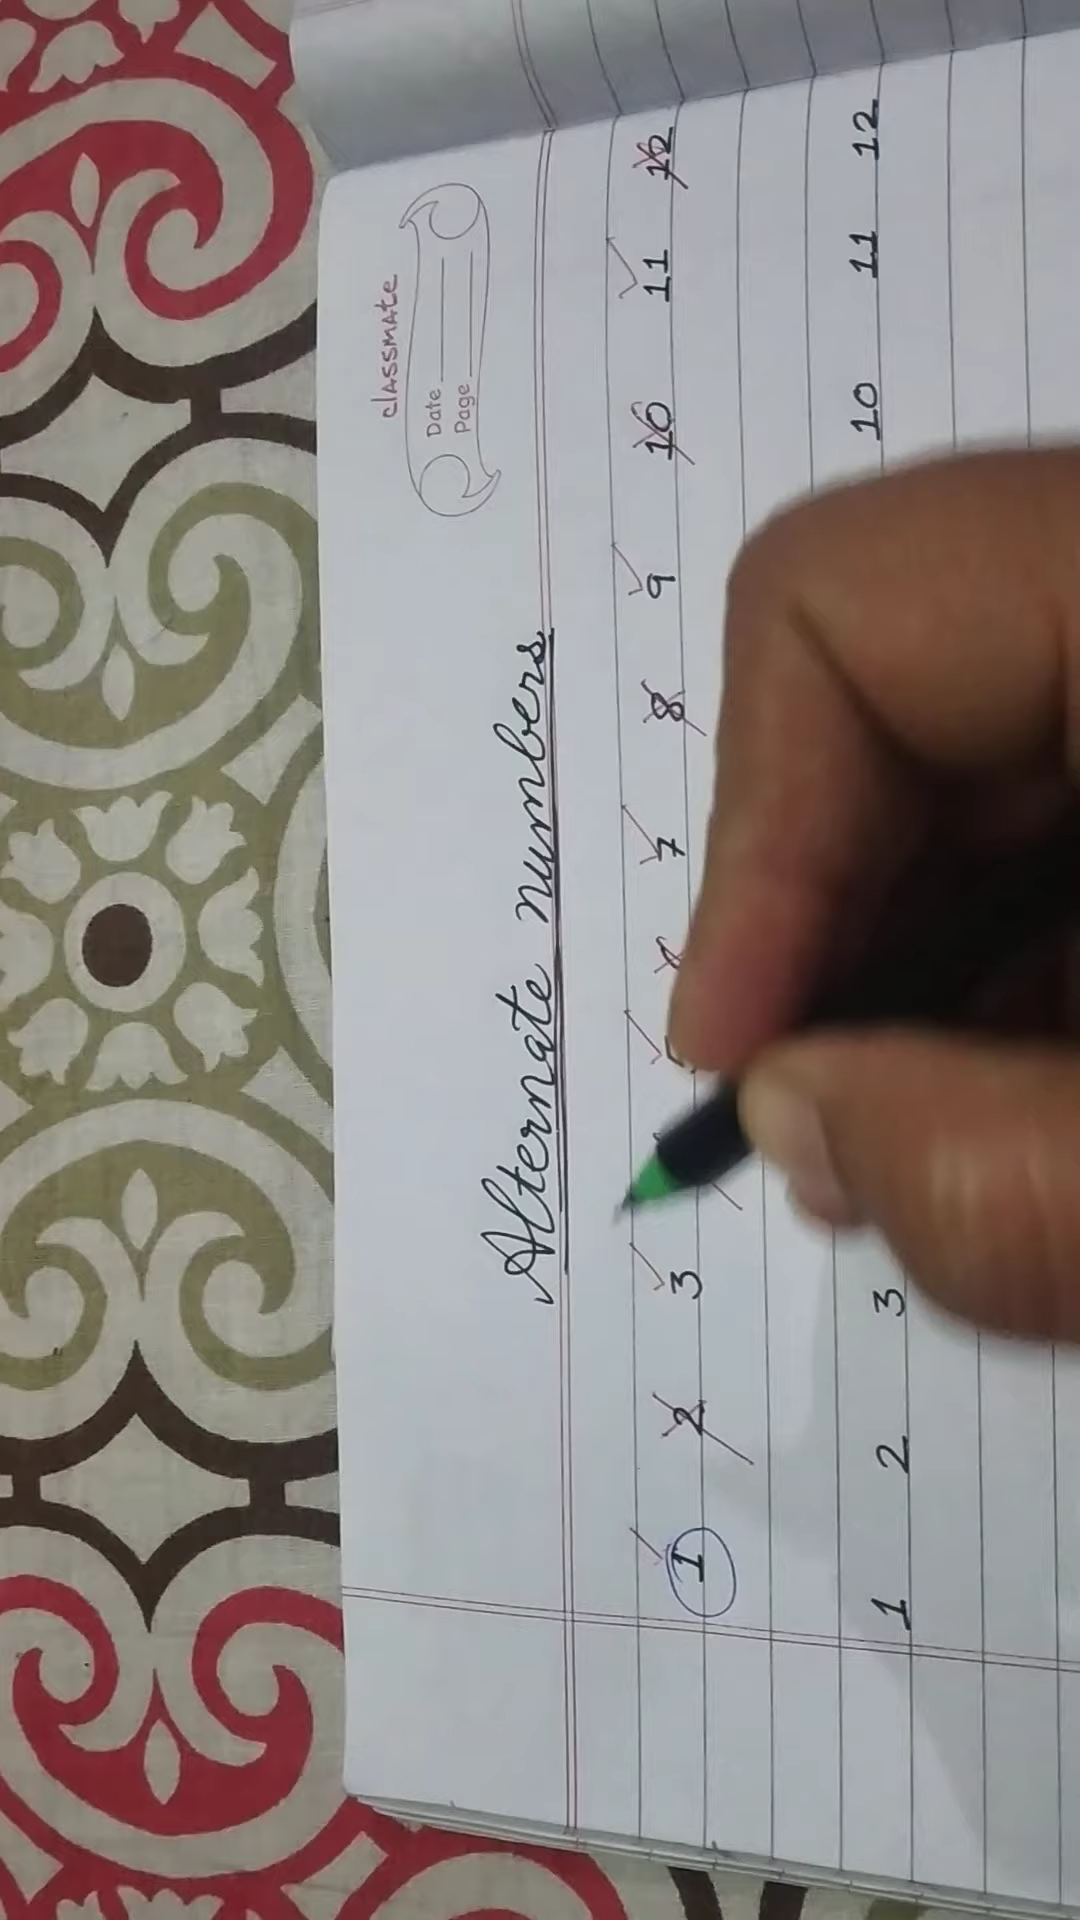 classmate
Date
Page
Alternate numbers
1 2 3 5 7 8 9 10 11 12
1 2 3 10 11 12